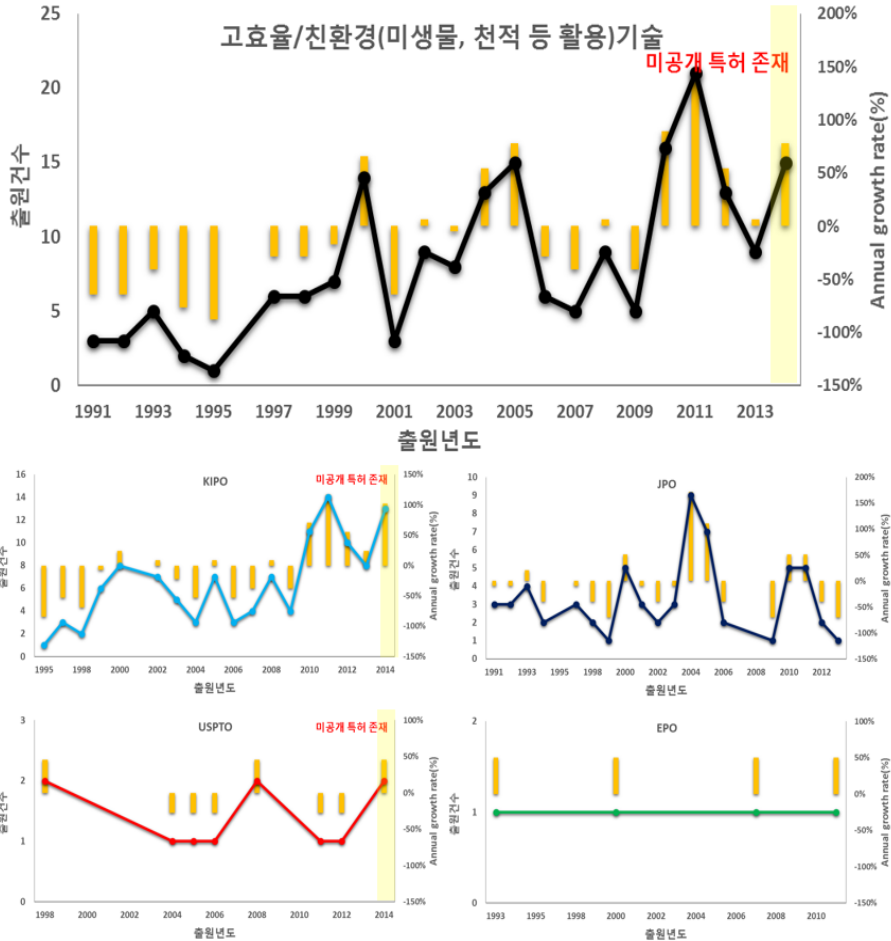 고효율/친환경(미생물, 천적 등 활용)기술
미공개 특허 존재
25
20
15
10
5
0
출원건수
200%
150%
100%
50%
0%
-50%
-100%
-150%
Annual growth rate(%)
1991 1993 1995 1997 1999 2001 2003 2005 2007 2009 2011 2013
출원년도
KIPO
미공개 특허 존재
16
14
12
10
8
6
4
2
0
출원건수
150%
100%
50%
0%
-50%
-100%
-150%
Annual growth rate(%)
1995 1998 2000 2002 2004 2006 2008 2010 2012 2014
출원년도
JPO
10
9
8
7
6
5
4
3
2
1
0
출원건수
200%
150%
100%
50%
0%
-50%
-100%
-150%
Annual growth rate(%)
1991 1993 1995 1998 2000 2002 2004 2006 2008 2010 2012
출원년도
USPTO
미공개 특허 존재
3
2
1
0
출원건수
100%
50%
0%
-50%
-100%
-150%
Annual growth rate(%)
1998 2000 2002 2004 2006 2008 2010 2012 2014
출원년도
EPO
2
1
0
출원건수
100%
50%
0%
-50%
-100%
-150%
Annual growth rate(%)
1993 1995 1998 2000 2002 2004 2006 2008 2010
출원년도